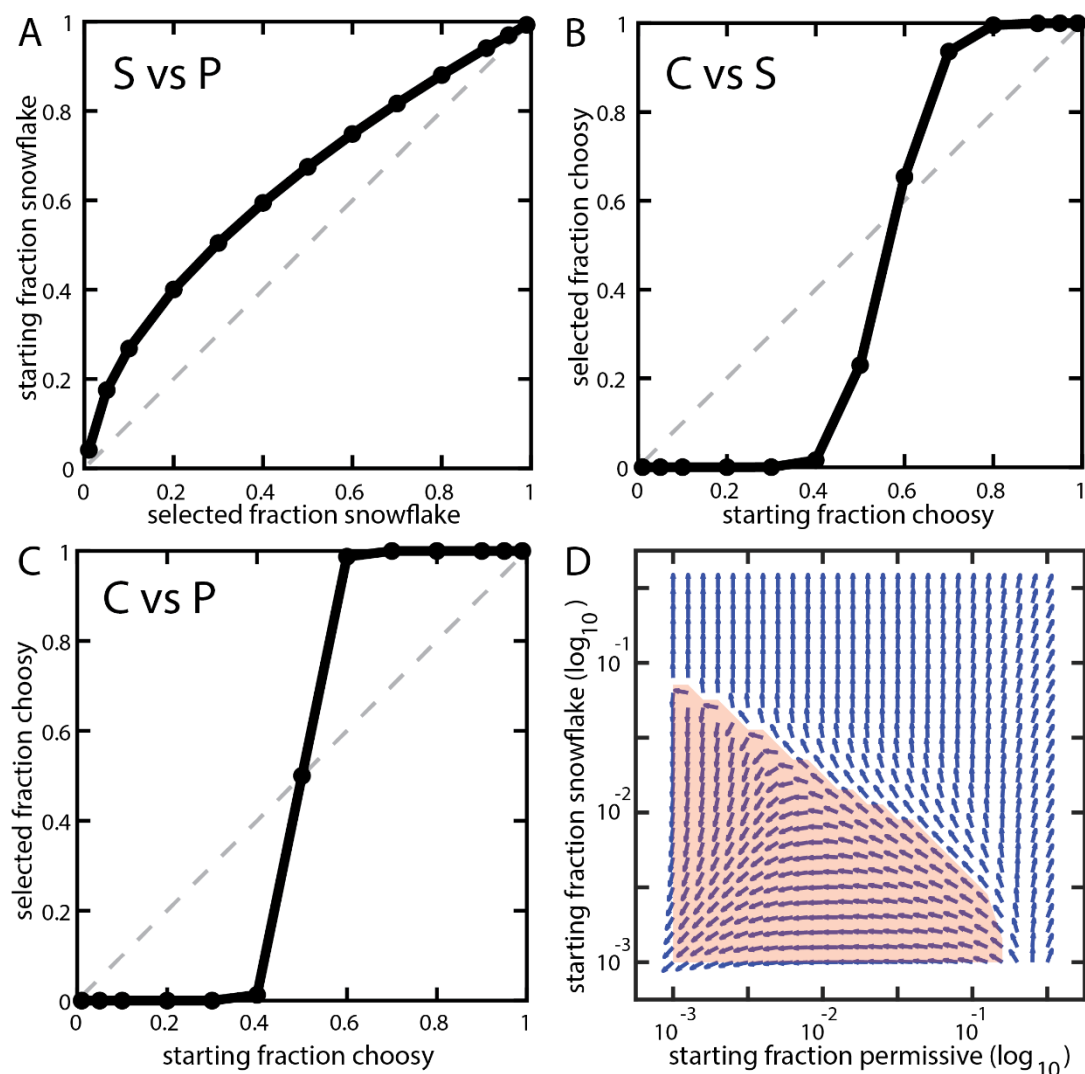 A
S vs P
starting fraction snowflake
1
0.8
0.6
0.4
0.2
0
0 0.2 0.4 0.6 0.8 1
selected fraction snowflake
B
C vs S
selected fraction choosy
1
0.8
0.6
0.4
0.2
0
0 0.2 0.4 0.6 0.8 1
starting fraction choosy
C
C vs P
selected fraction choosy
1
0.8
0.6
0.4
0.2
0
0 0.2 0.4 0.6 0.8 1
starting fraction choosy
D
starting fraction snowflake (log10)
10-1
10-2
10-3
10-3 10-2 10-1
starting fraction permissive (log10)